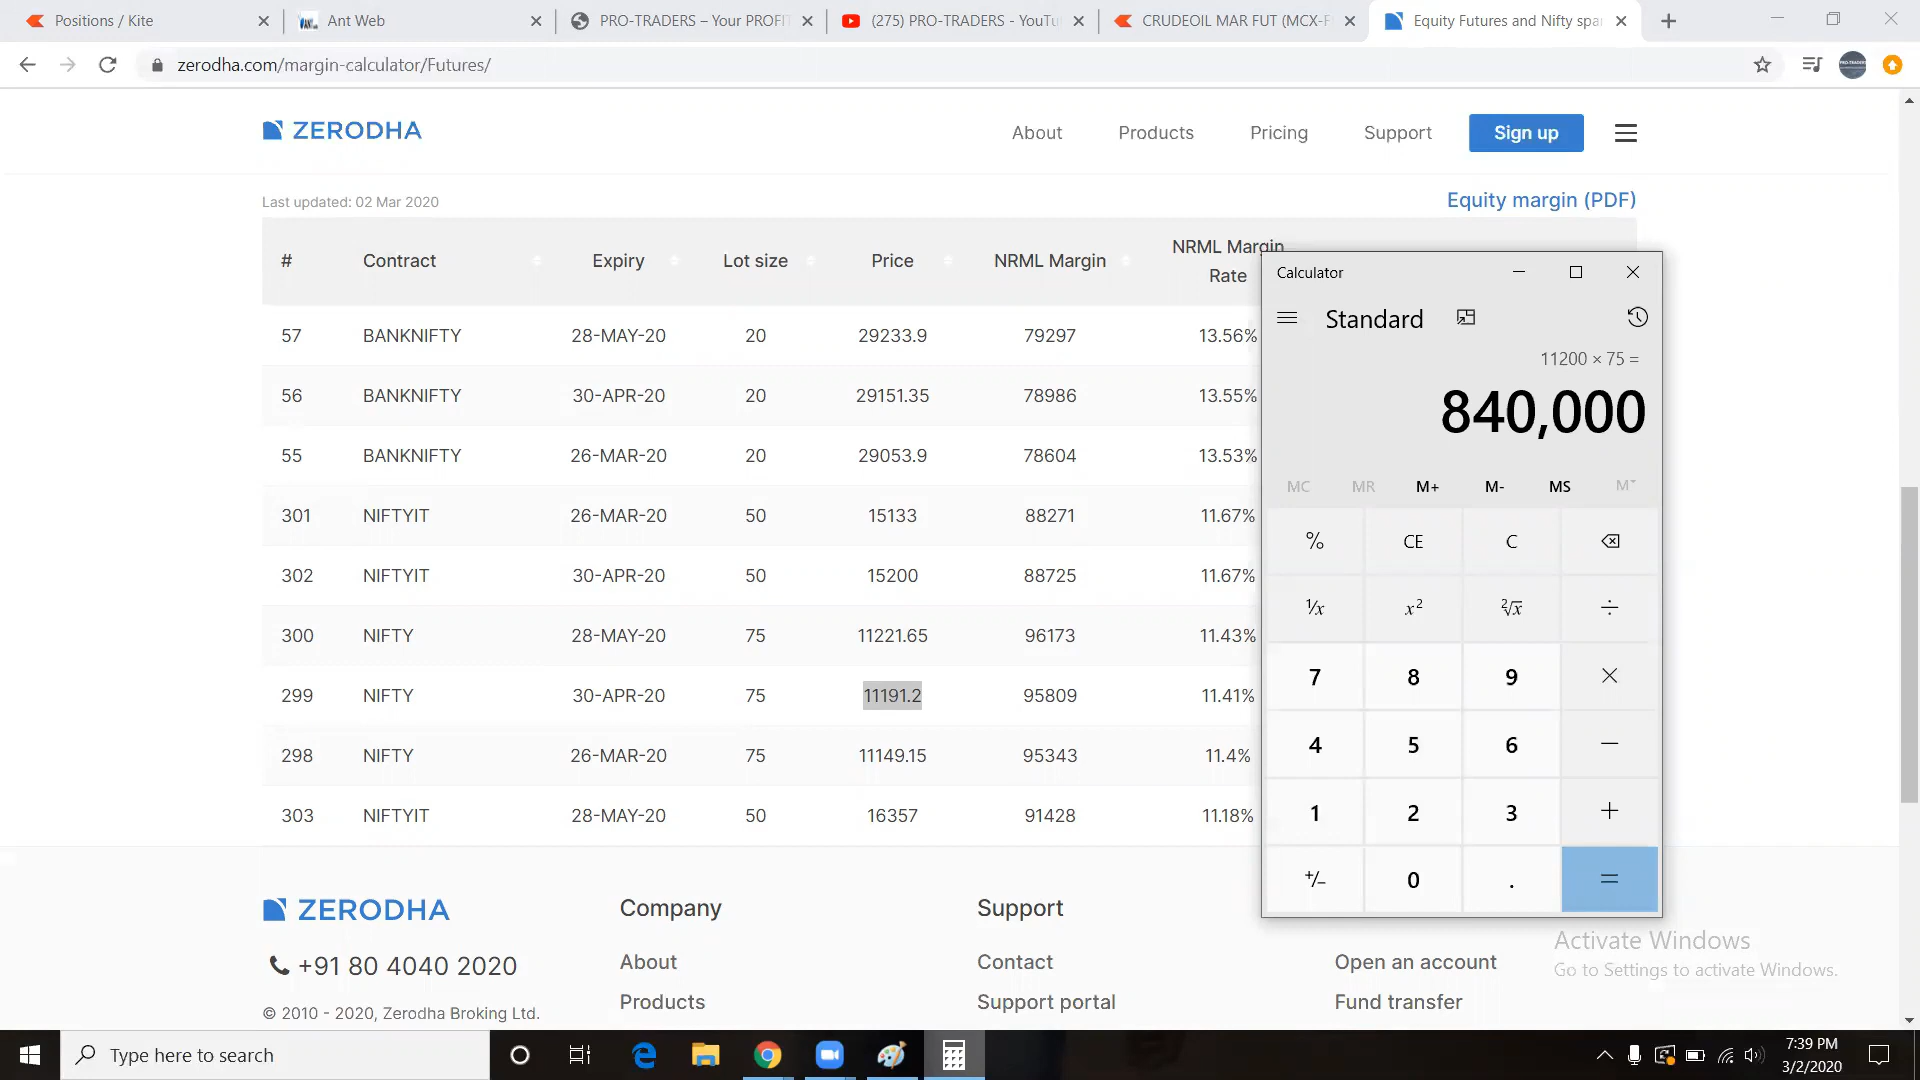 Positions / Kite
Ant Web
PRO-TRADERS – Your PROFI
(275) PRO-TRADERS - YouTu
CRUDEOIL MAR FUT (MCX-F
Equity Futures and Nifty spa
zerodha.com/margin-calculator/Futures/
ZERODHA
About
Products
Pricing
Support
Sign up
Last updated: 02 Mar 2020
Equity margin (PDF)
# Contract Expiry Lot size Price NRML Margin NRML Margin Rate
57 BANKNIFTY 28-MAY-20 20 29233.9 79297 13.56%
56 BANKNIFTY 30-APR-20 20 29151.35 78986 13.55%
55 BANKNIFTY 26-MAR-20 20 29053.9 78604 13.53%
301 NIFTYIT 26-MAR-20 50 15133 88271 11.67%
302 NIFTYIT 30-APR-20 50 15200 88725 11.67%
300 NIFTY 28-MAY-20 75 11221.65 96173 11.43%
299 NIFTY 30-APR-20 75 11191.2 95809 11.41%
298 NIFTY 26-MAR-20 75 11149.15 95343 11.4%
303 NIFTYIT 28-MAY-20 50 16357 91428 11.18%
Calculator
Standard
11200 × 75 =
840,000
MC MR M+ M- MS M˅
% CE C
¹/x x² ²√x ÷
7 8 9 ×
4 5 6 −
1 2 3 +
+/− 0 . =
ZERODHA
+91 80 4040 2020
© 2010 - 2020, Zerodha Broking Ltd.
Company
About
Products
Support
Contact
Support portal
Open an account
Fund transfer
Activate Windows
Go to Settings to activate Windows.
Type here to search
7:39 PM
3/2/2020